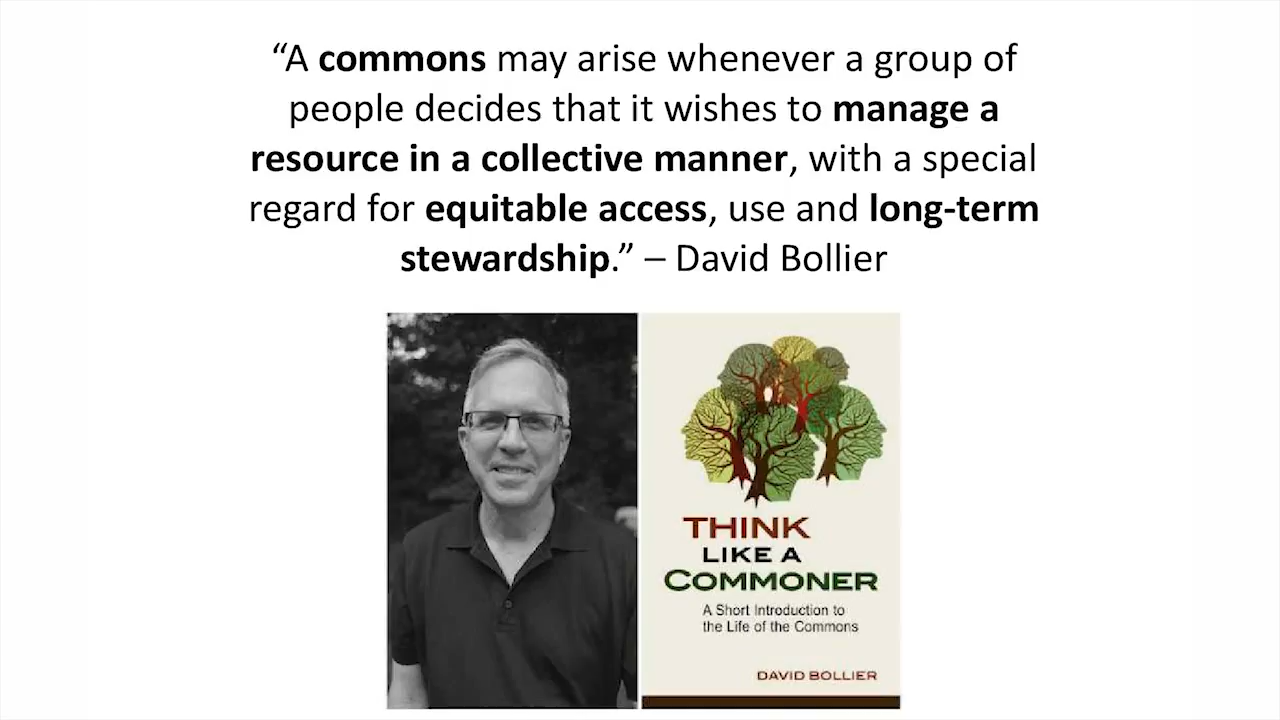 “A commons may arise whenever a group of
people decides that it wishes to manage a
resource in a collective manner, with a special
regard for equitable access, use and long-term
stewardship.” – David Bollier
THINK
LIKE A
COMMONER
A Short Introduction to
the Life of the Commons
DAVID BOLLIER